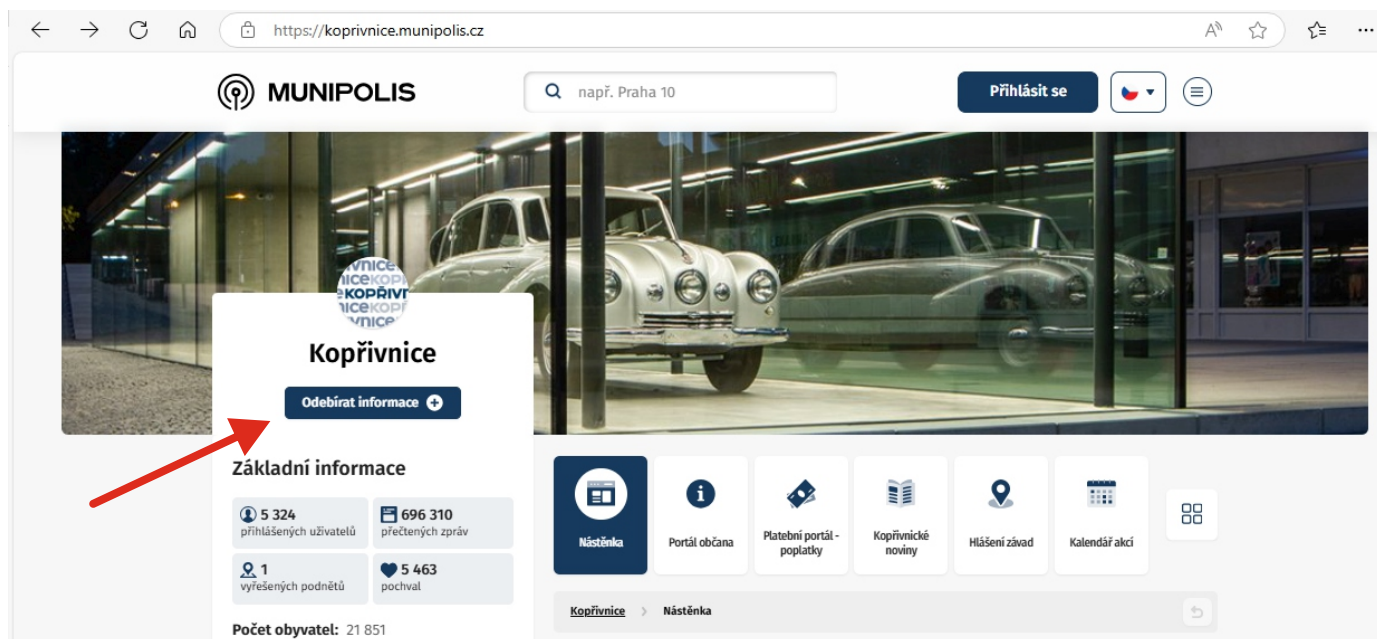 https://koprivnice.munipolis.cz
MUNIPOLIS
např. Praha 10
Přihlásit se
KOPŘIVNICE
Kopřivnice
Odebírat informace
Základní informace
5 324
přihlášených uživatelů
696 310
přečtených zpráv
1
vyřešených podnětů
5 463
pochval
Počet obyvatel: 21 851
Nástěnka
Portál občana
Platební portál -
poplatky
Kopřivnické
noviny
Hlášení závad
Kalendář akcí
Kopřivnice > Nástěnka